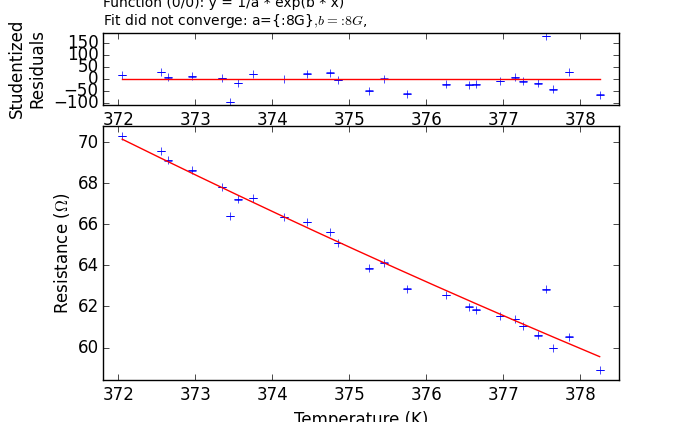 Function (0/0): y = 1/a * exp(b * x)
Fit did not converge: a={:8G},b =: 8G,
Studentized
Residuals
150
100
50
0
−50
−100
372 373 374 375 376 377 378
Resistance (Ω)
70
68
66
64
62
60
372 373 374 375 376 377 378
Temperature (K)